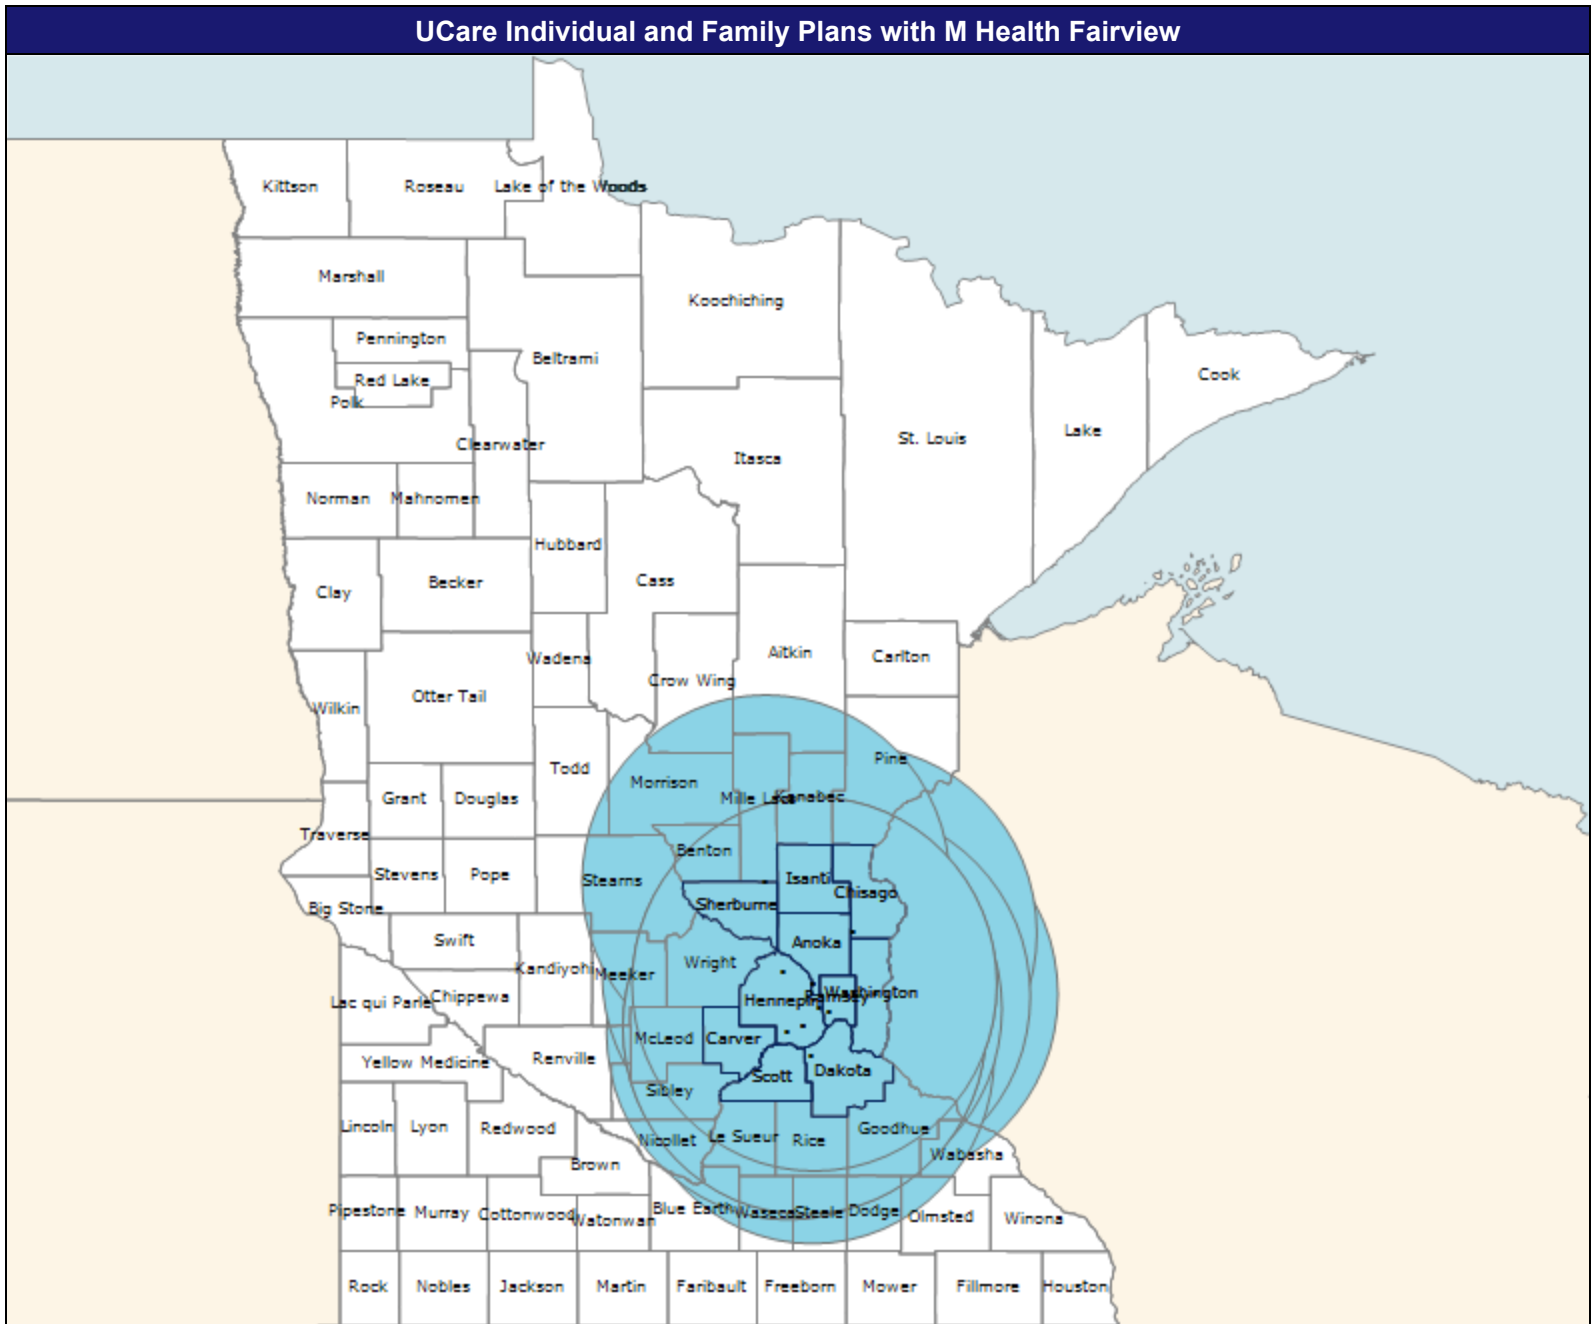 UCare Individual and Family Plans with M Health Fairview
Kittson
Roseau
Lake of the Woods
Marshall
Koochiching
Pennington
Beltrami
Red Lake
Cook
Polk
Lake
St. Louis
Clearwater
Itasca
Norman
Mahnomen
Hubbard
Cass
Becker
Clay
Aitkin
Carlton
Wadena
Crow Wing
Otter Tail
Wilkin
Pine
Todd
Morrison
Grant
Douglas
Mille Lacs
Kanabec
Traverse
Benton
Stevens
Pope
Stearns
Isanti
Chisago
Big Stone
Sherburne
Swift
Anoka
Wright
Kandiyohi
Meeker
Washington
Chippewa
Lac qui Parle
Hennepin
Ramsey
McLeod
Carver
Renville
Yellow Medicine
Dakota
Scott
Sibley
Lincoln
Lyon
Redwood
Goodhue
Le Sueur
Nicollet
Rice
Wabasha
Brown
Pipestone
Murray
Cottonwood
Watonwan
Blue Earth
Waseca
Steele
Dodge
Olmsted
Winona
Rock
Nobles
Jackson
Martin
Faribault
Freeborn
Mower
Fillmore
Houston